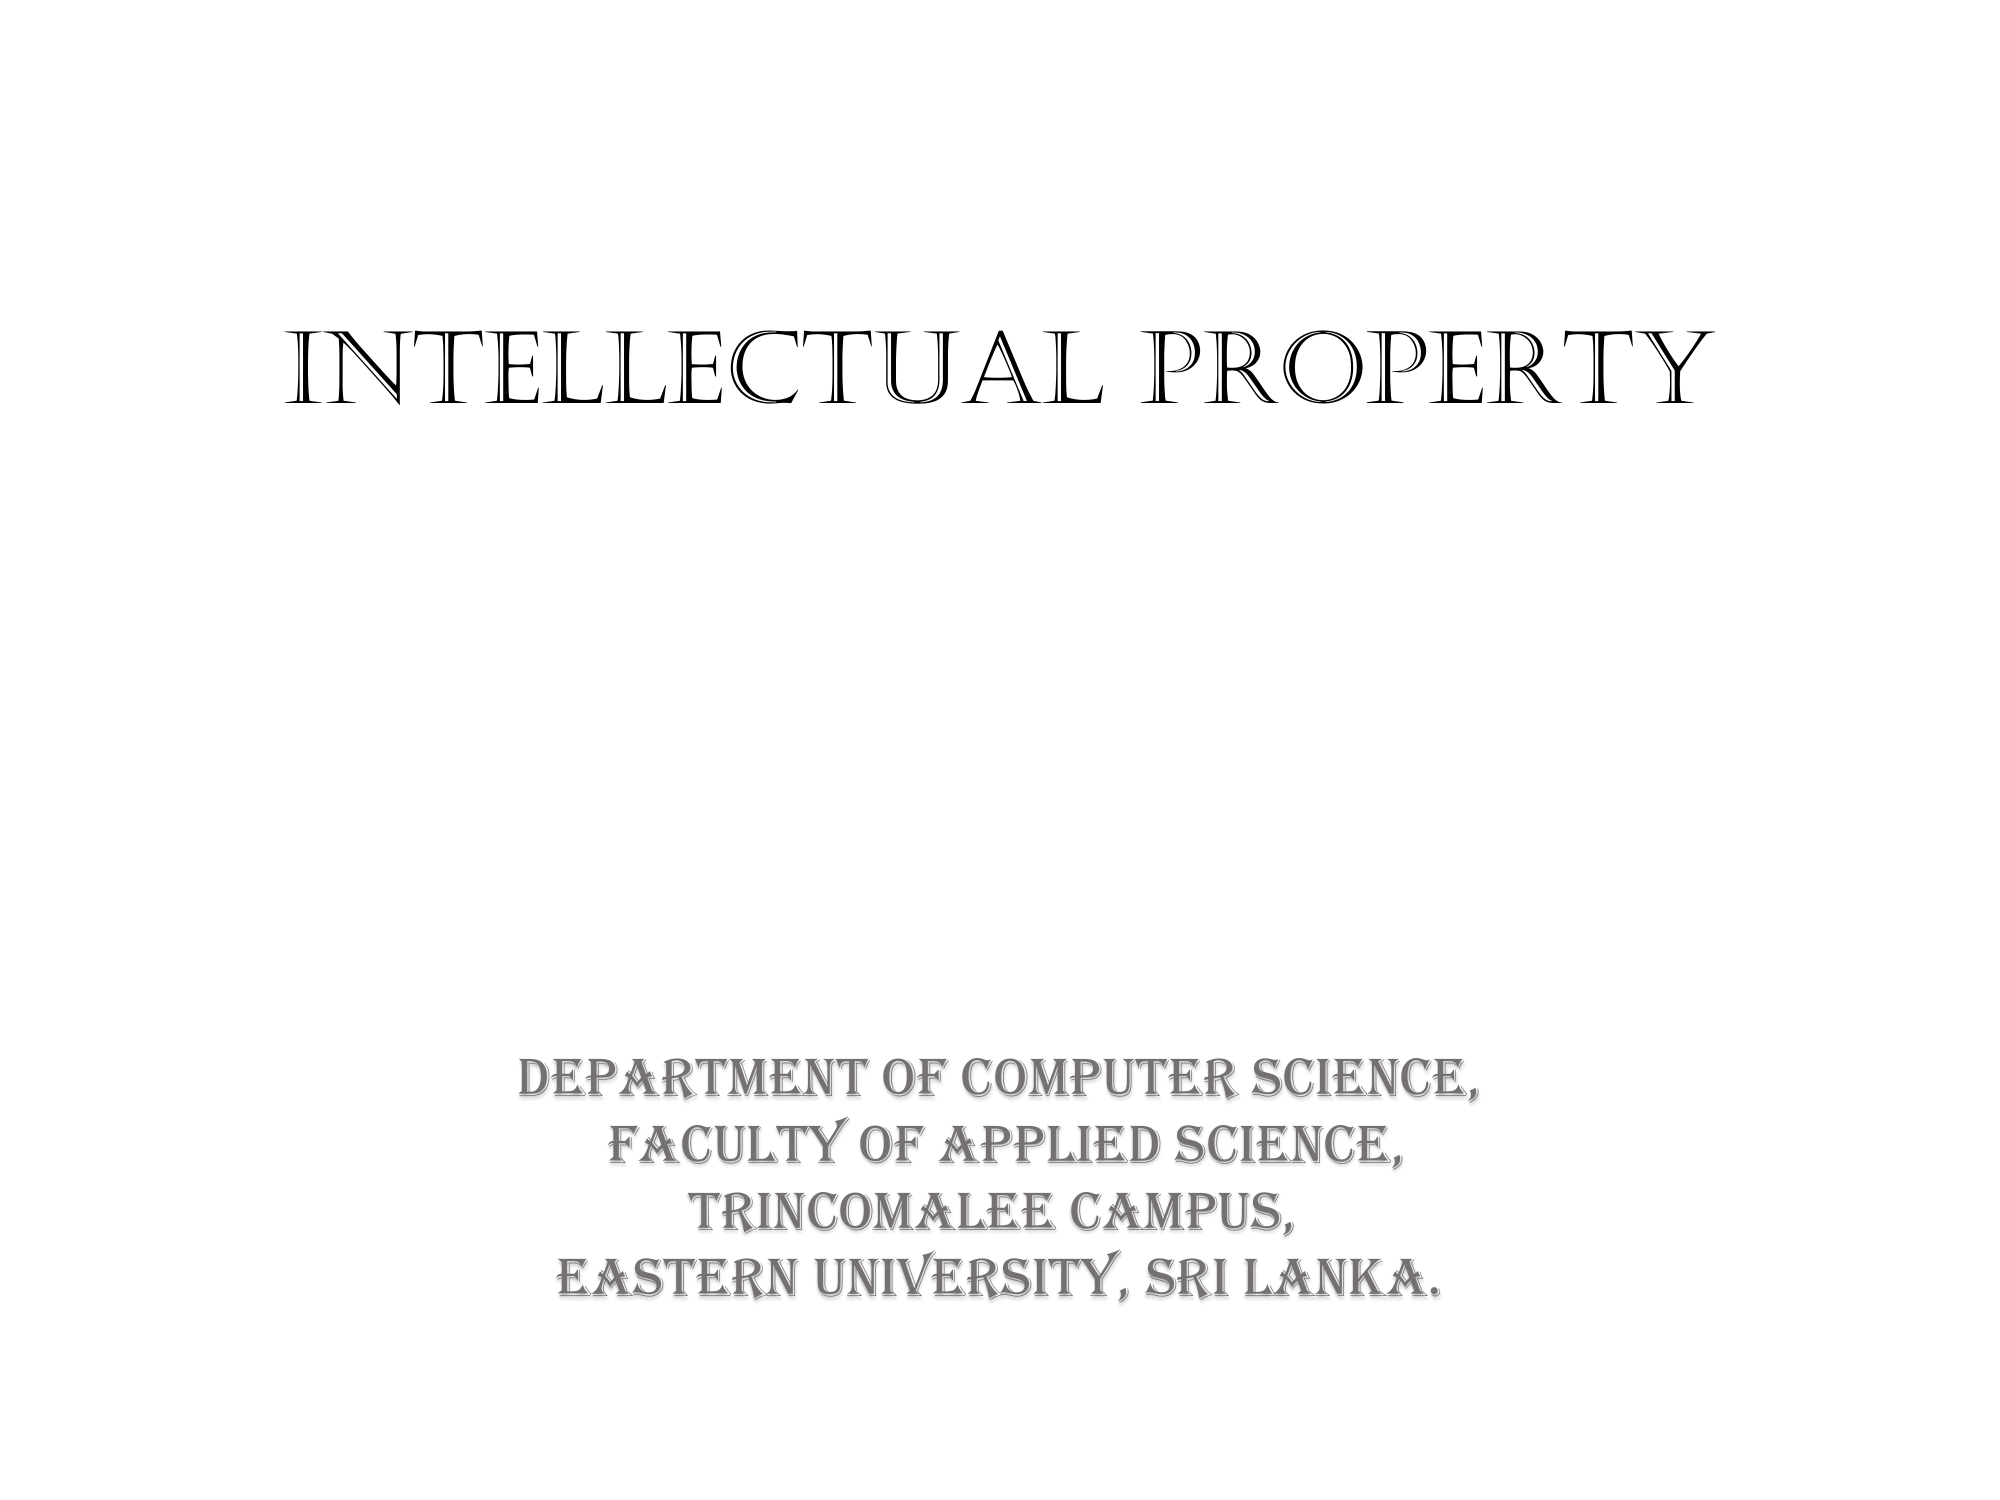 INTELLECTUAL PROPERTY
DEPARTMENT OF COMPUTER SCIENCE,
FACULTY OF APPLIED SCIENCE,
TRINCOMALEE CAMPUS,
EASTERN UNIVERSITY, SRI LANKA.